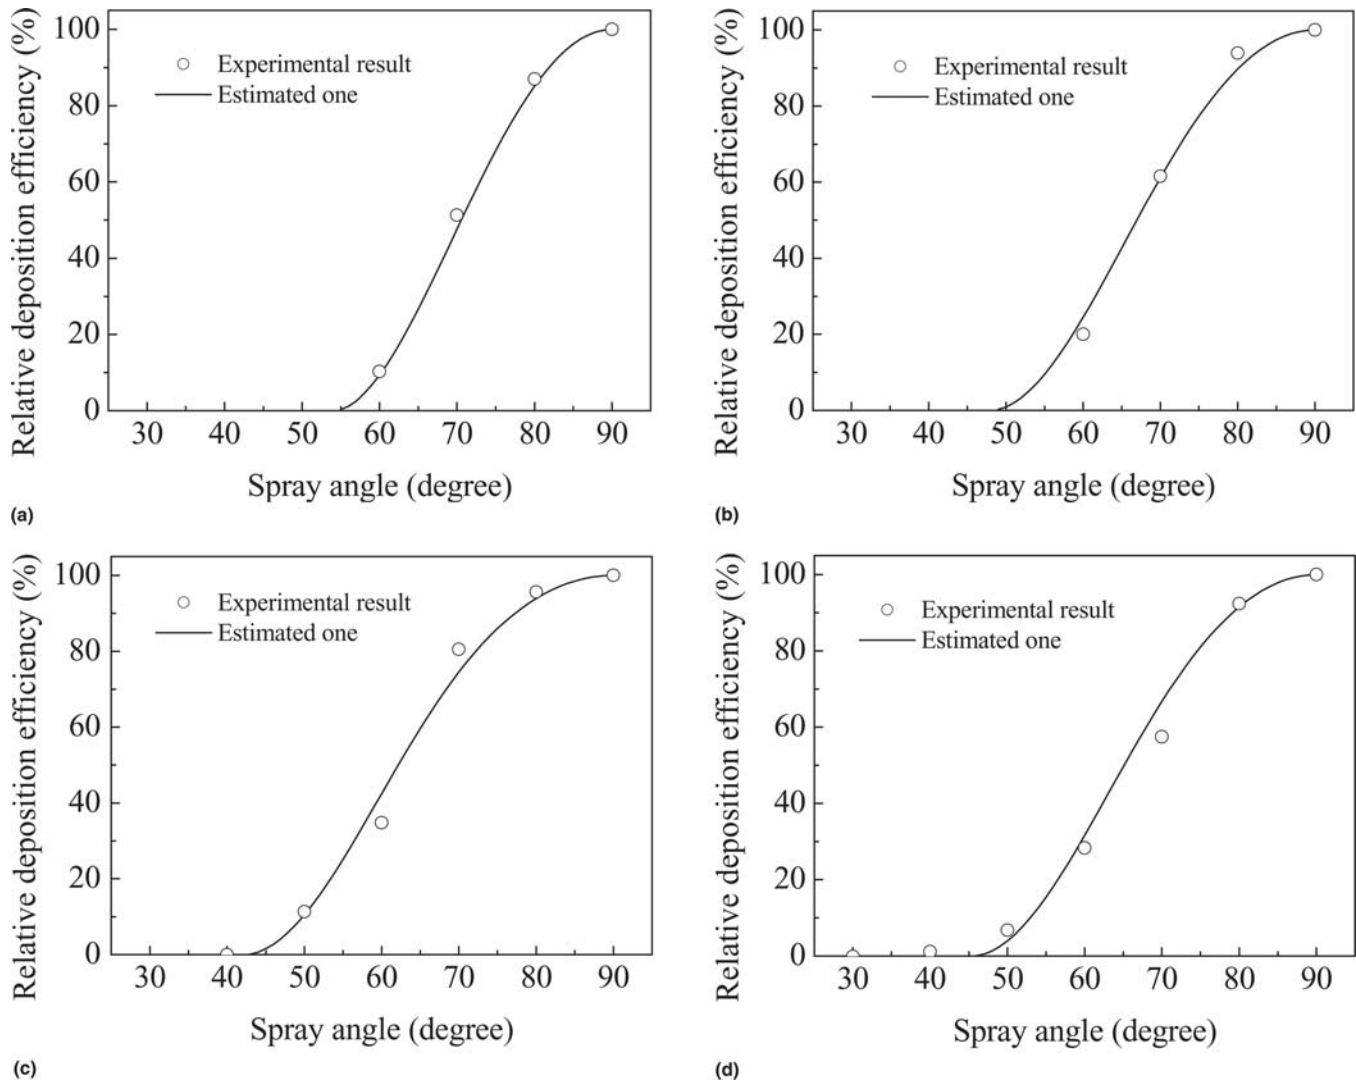 Relative deposition efficiency (%)
100
80
60
40
20
0
Experimental result
Estimated one
30 40 50 60 70 80 90
Spray angle (degree)
(a)
Relative deposition efficiency (%)
100
80
60
40
20
0
Experimental result
Estimated one
30 40 50 60 70 80 90
Spray angle (degree)
(b)
Relative deposition efficiency (%)
100
80
60
40
20
0
Experimental result
Estimated one
30 40 50 60 70 80 90
Spray angle (degree)
(c)
Relative deposition efficiency (%)
100
80
60
40
20
0
Experimental result
Estimated one
30 40 50 60 70 80 90
Spray angle (degree)
(d)